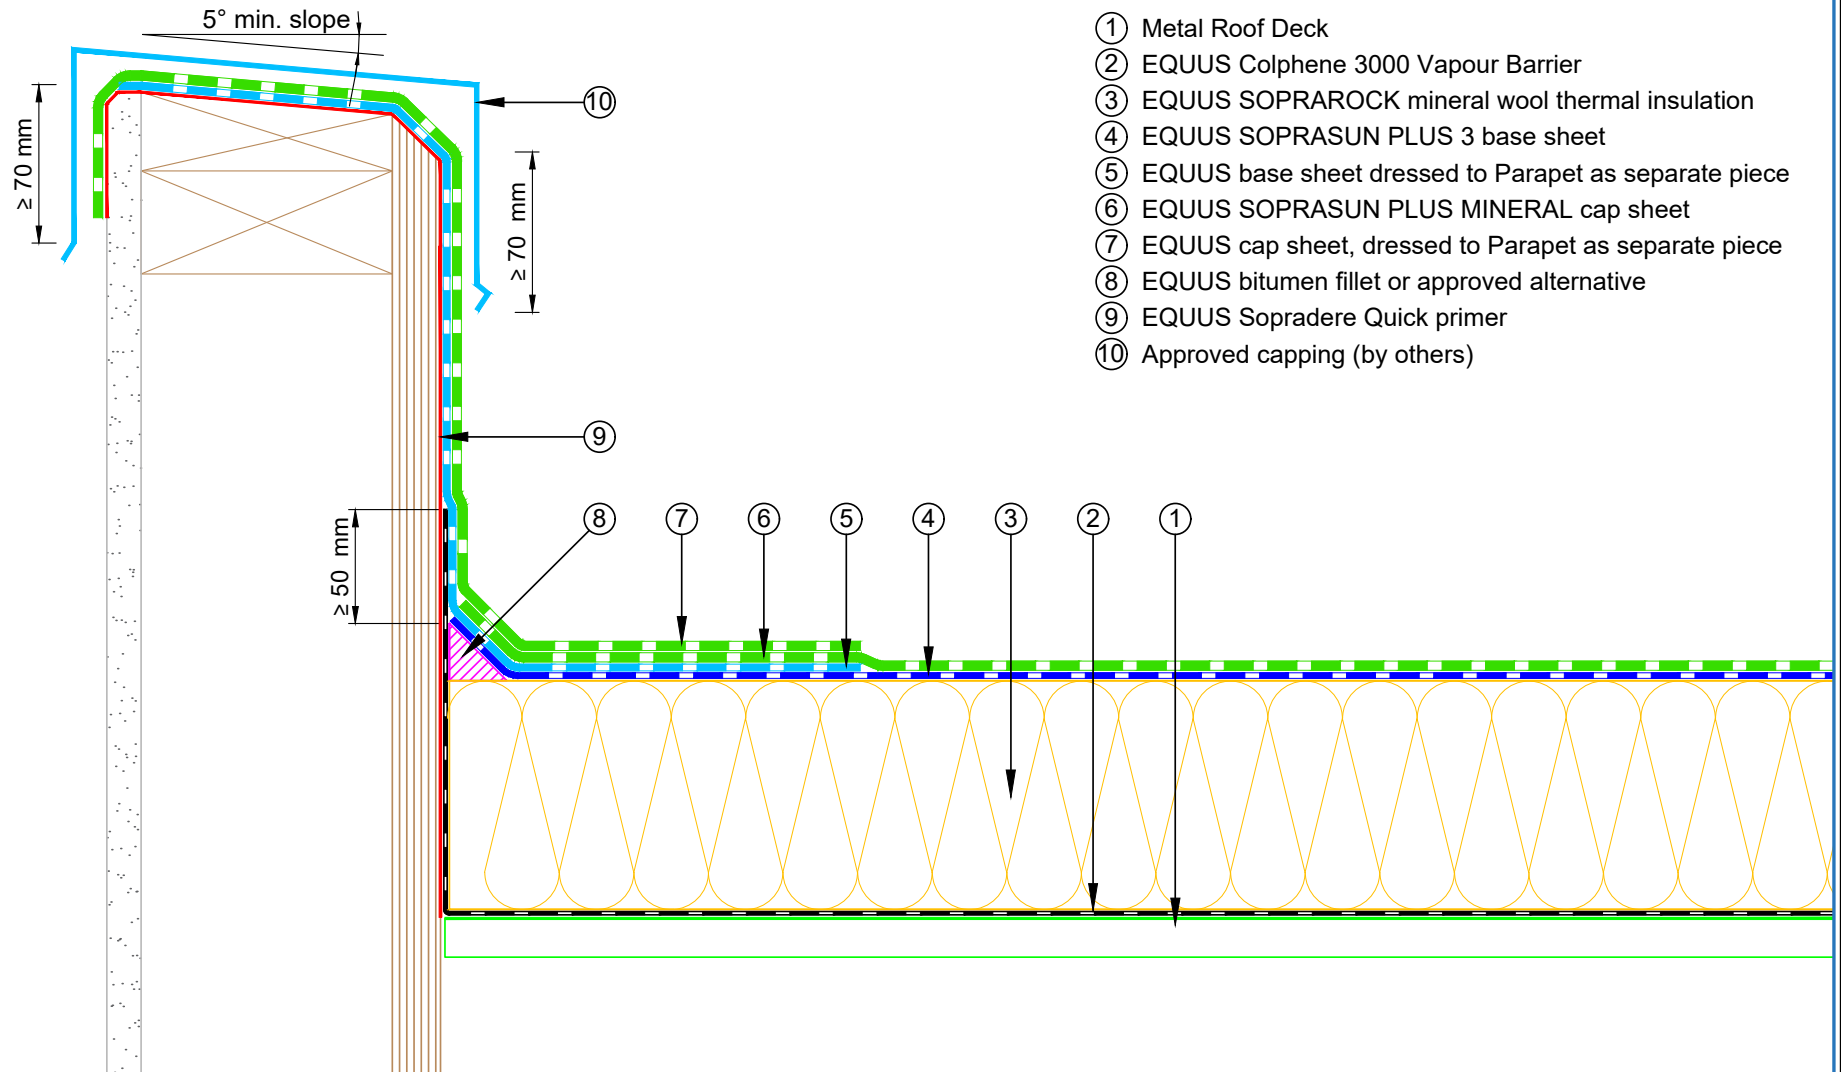 5° min. slope
① Metal Roof Deck
② EQUUS Colphene 3000 Vapour Barrier
③ EQUUS SOPRAROCK mineral wool thermal insulation
④ EQUUS SOPRASUN PLUS 3 base sheet
⑤ EQUUS base sheet dressed to Parapet as separate piece
⑥ EQUUS SOPRASUN PLUS MINERAL cap sheet
⑦ EQUUS cap sheet, dressed to Parapet as separate piece
⑧ EQUUS bitumen fillet or approved alternative
⑨ EQUUS Sopradere Quick primer
⑩ Approved capping (by others)
⑩
≥ 70 mm
≥ 70 mm
⑨
≥ 50 mm
⑧ ⑦ ⑥ ⑤ ④ ③ ② ①